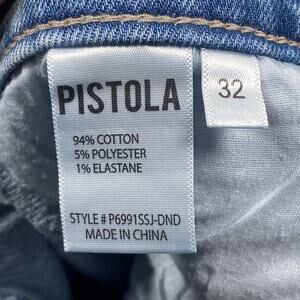 PISTOLA
32
94% COTTON
5% POLYESTER
1% ELASTANE
STYLE # P6991SSJ-DND
MADE IN CHINA